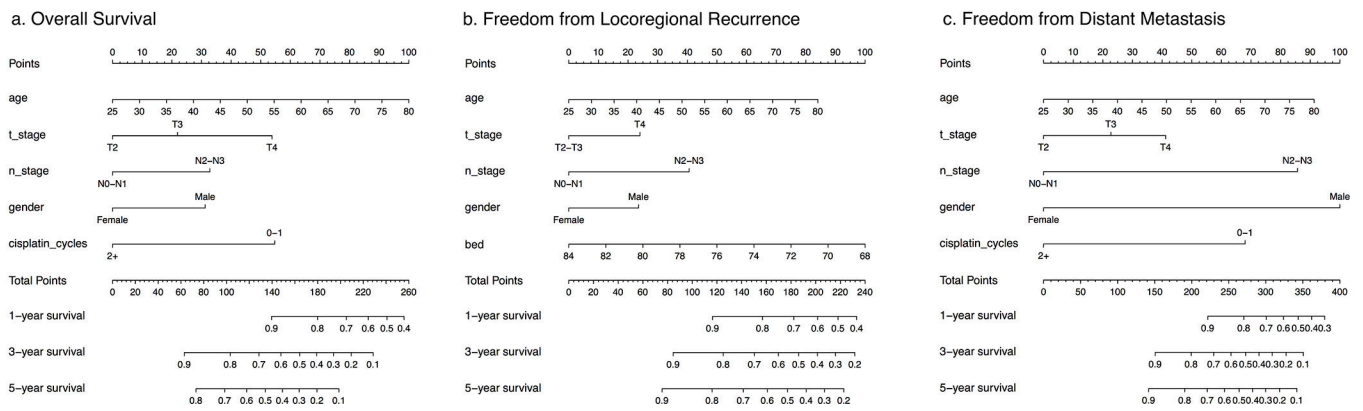 a. Overall Survival
Points
0 10 20 30 40 50 60 70 80 90 100
age
25 30 35 40 45 50 55 60 65 70 75 80
t_stage
T3
T2 T4
n_stage
N2−N3
N0−N1
gender
Male
Female
cisplatin_cycles
0−1
2+
Total Points
0 20 40 60 80 100 140 180 220 260
1−year survival
0.9 0.8 0.7 0.6 0.5 0.4
3−year survival
0.9 0.8 0.7 0.6 0.5 0.4 0.3 0.2 0.1
5−year survival
0.8 0.7 0.6 0.5 0.4 0.3 0.2 0.1
b. Freedom from Locoregional Recurrence
Points
0 10 20 30 40 50 60 70 80 90 100
age
25 30 35 40 45 50 55 60 65 70 75 80
t_stage
T4
T2−T3
n_stage
N2−N3
N0−N1
gender
Male
Female
bed
84 82 80 78 76 74 72 70 68
Total Points
0 20 40 60 80 100 120 140 160 180 200 220 240
1−year survival
0.9 0.8 0.7 0.6 0.5 0.4
3−year survival
0.9 0.8 0.7 0.6 0.5 0.4 0.3 0.2
5−year survival
0.9 0.8 0.7 0.6 0.5 0.4 0.3 0.2
c. Freedom from Distant Metastasis
Points
0 10 20 30 40 50 60 70 80 90 100
age
25 30 35 40 45 50 55 60 65 70 75 80
t_stage
T3
T2 T4
n_stage
N2−N3
N0−N1
gender
Male
Female
cisplatin_cycles
0−1
2+
Total Points
0 50 100 150 200 250 300 350 400
1−year survival
0.9 0.8 0.7 0.6 0.5 0.4 0.3
3−year survival
0.9 0.8 0.7 0.6 0.5 0.4 0.3 0.2 0.1
5−year survival
0.9 0.8 0.7 0.6 0.5 0.4 0.3 0.2 0.1